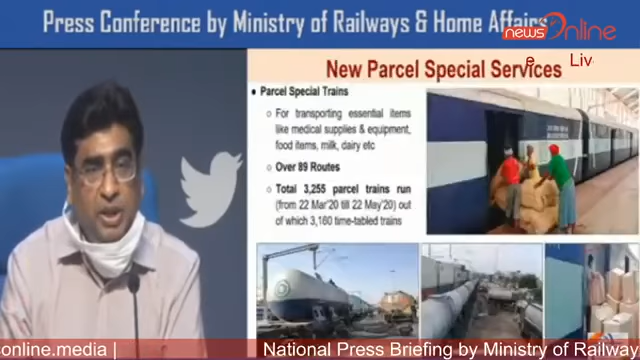 Press Conference by Ministry of Railways & Home Affairs
newsOnline
e Live
New Parcel Special Services
• Parcel Special Trains
o For transporting essential items
like medical supplies & equipment,
food items, milk, dairy etc
o Over 89 Routes
o Total 3,255 parcel trains run
(from 22 Mar'20 till 22 May'20) out
of which 3,160 time-tabled trains
sonline.media | National Press Briefing by Ministry of Railway